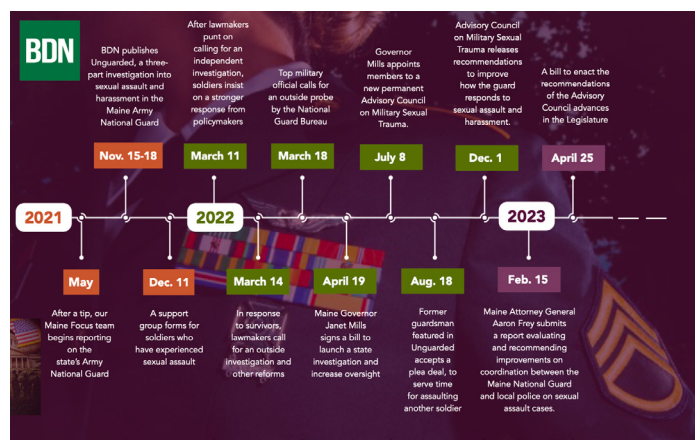 BDN
BDN publishes
Unguarded, a three-
part investigation into
sexual assault and
harassment in the
Maine Army
National Guard
Nov. 15-18
After lawmakers
punt on
calling for an
independent
investigation,
soldiers insist
on a stronger
response from
policymakers
March 11
Top military
official calls for
an outside probe
by the National
Guard Bureau
March 18
Governor
Mills appoints
members to a
new permanent
Advisory Council
on Military Sexual
Trauma.
July 8
Advisory Council
on Military Sexual
Trauma releases
recommendations
to improve
how the guard
responds to
sexual assault and
harassment.
Dec. 1
A bill to enact the
recommendations
of the Advisory
Council advances
in the Legislature
April 25
2021
2022
2023
May
After a tip, our
Maine Focus team
begins reporting
on the
state's Army
National Guard
Dec. 11
A support
group forms for
soldiers who
have experienced
sexual assault
March 14
In response
to survivors,
lawmakers call
for an outside
investigation and
other reforms
April 19
Maine Governor
Janet Mills
signs a bill to
launch a state
investigation and
increase oversight
Aug. 18
Former
guardsman
featured in
Unguarded
accepts a
plea deal, to
serve time
for assaulting
another soldier
Feb. 15
Maine Attorney General
Aaron Frey submits
a report evaluating
and recommending
improvements on
coordination between the
Maine National Guard
and local police on sexual
assault cases.